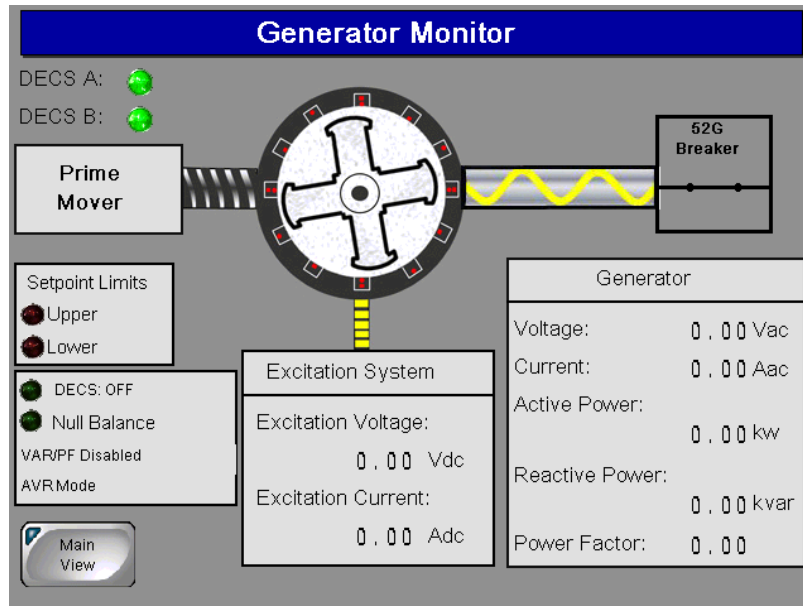 Generator Monitor
DECS A:
DECS B:
52G
Breaker
Prime
Mover
Setpoint Limits
Upper
Lower
DECS: OFF
Null Balance
VAR/PF Disabled
AVR Mode
Main
View
Excitation System
Excitation Voltage:
0.00 Vdc
Excitation Current:
0.00 Adc
Generator
Voltage: 0.00 Vac
Current: 0.00 Aac
Active Power:
0.00 kw
Reactive Power:
0.00 kvar
Power Factor: 0.00